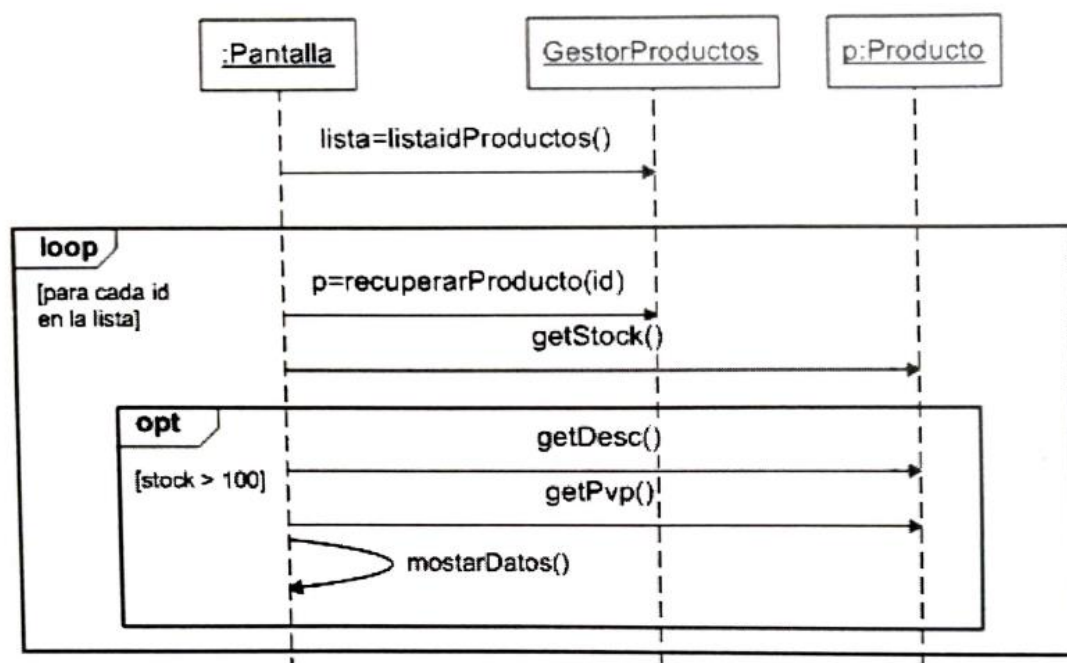 :Pantalla
GestorProductos
p:Producto
lista=listaidProductos()
loop
[para cada id
en la lista]
p=recuperarProducto(id)
getStock()
opt
[stock > 100]
getDesc()
getPvp()
mostarDatos()